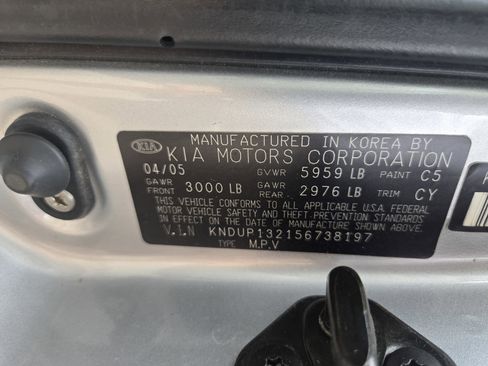 MANUFACTURED IN KOREA BY
KIA KIA MOTORS CORPORATION
04/05 GVWR 5959 LB PAINT C5
GAWR FRONT 3000 LB GAWR REAR 2976 LB TRIM CY
THIS VEHICLE CONFORMS TO ALL APPLICABLE U.S.A. FEDERAL
MOTOR VEHICLE SAFETY AND THEFT PREVENTION STANDARDS
IN EFFECT ON THE DATE OF MANUFACTURE SHOWN ABOVE.
V.I.N KNDUP132156738197
TYPE M.P.V